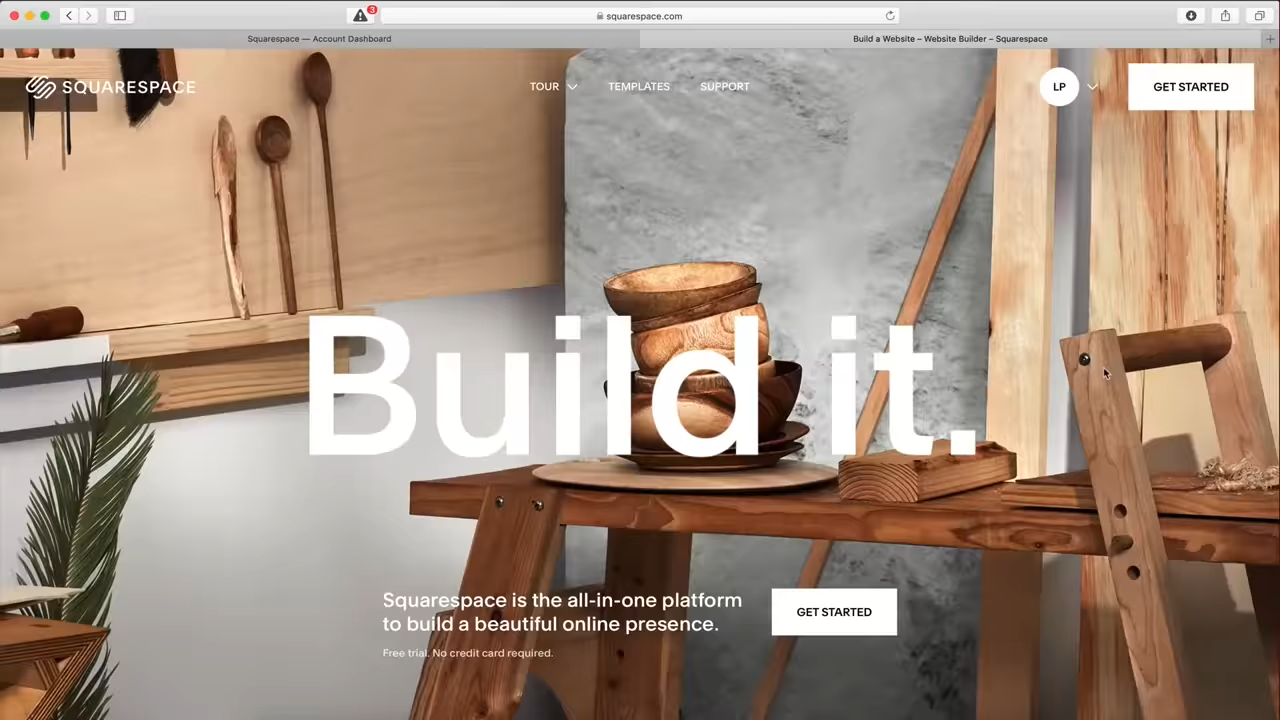 3
squarespace.com
Squarespace — Account Dashboard
Build a Website – Website Builder – Squarespace
SQUARESPACE
TOUR
TEMPLATES
SUPPORT
LP
GET STARTED
Build it.
Squarespace is the all-in-one platform
to build a beautiful online presence.
GET STARTED
Free trial. No credit card required.